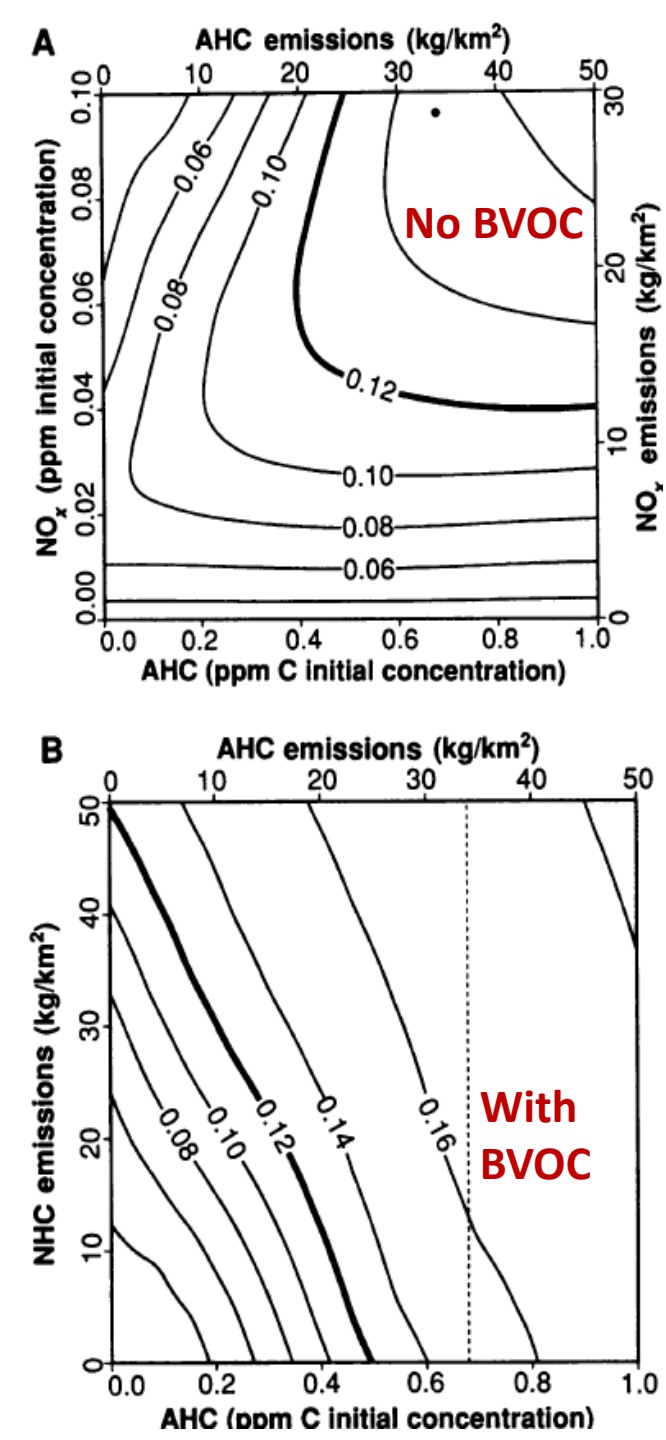 A
AHC emissions (kg/km²)
0 10 20 30 40 50
NOₓ (ppm initial concentration)
0.10
0.08
0.06
0.04
0.02
0.00
0.06
0.08
0.10
0.12
0.10
0.08
0.06
No BVOC
30
20
10
0
NOₓ emissions (kg/km²)
0.0 0.2 0.4 0.6 0.8 1.0
AHC (ppm C initial concentration)
B
AHC emissions (kg/km²)
0 10 20 30 40 50
NHC emissions (kg/km²)
50
40
30
20
10
0
0.08
0.10
0.12
0.14
0.16
With
BVOC
0.0 0.2 0.4 0.6 0.8 1.0
AHC (ppm C initial concentration)